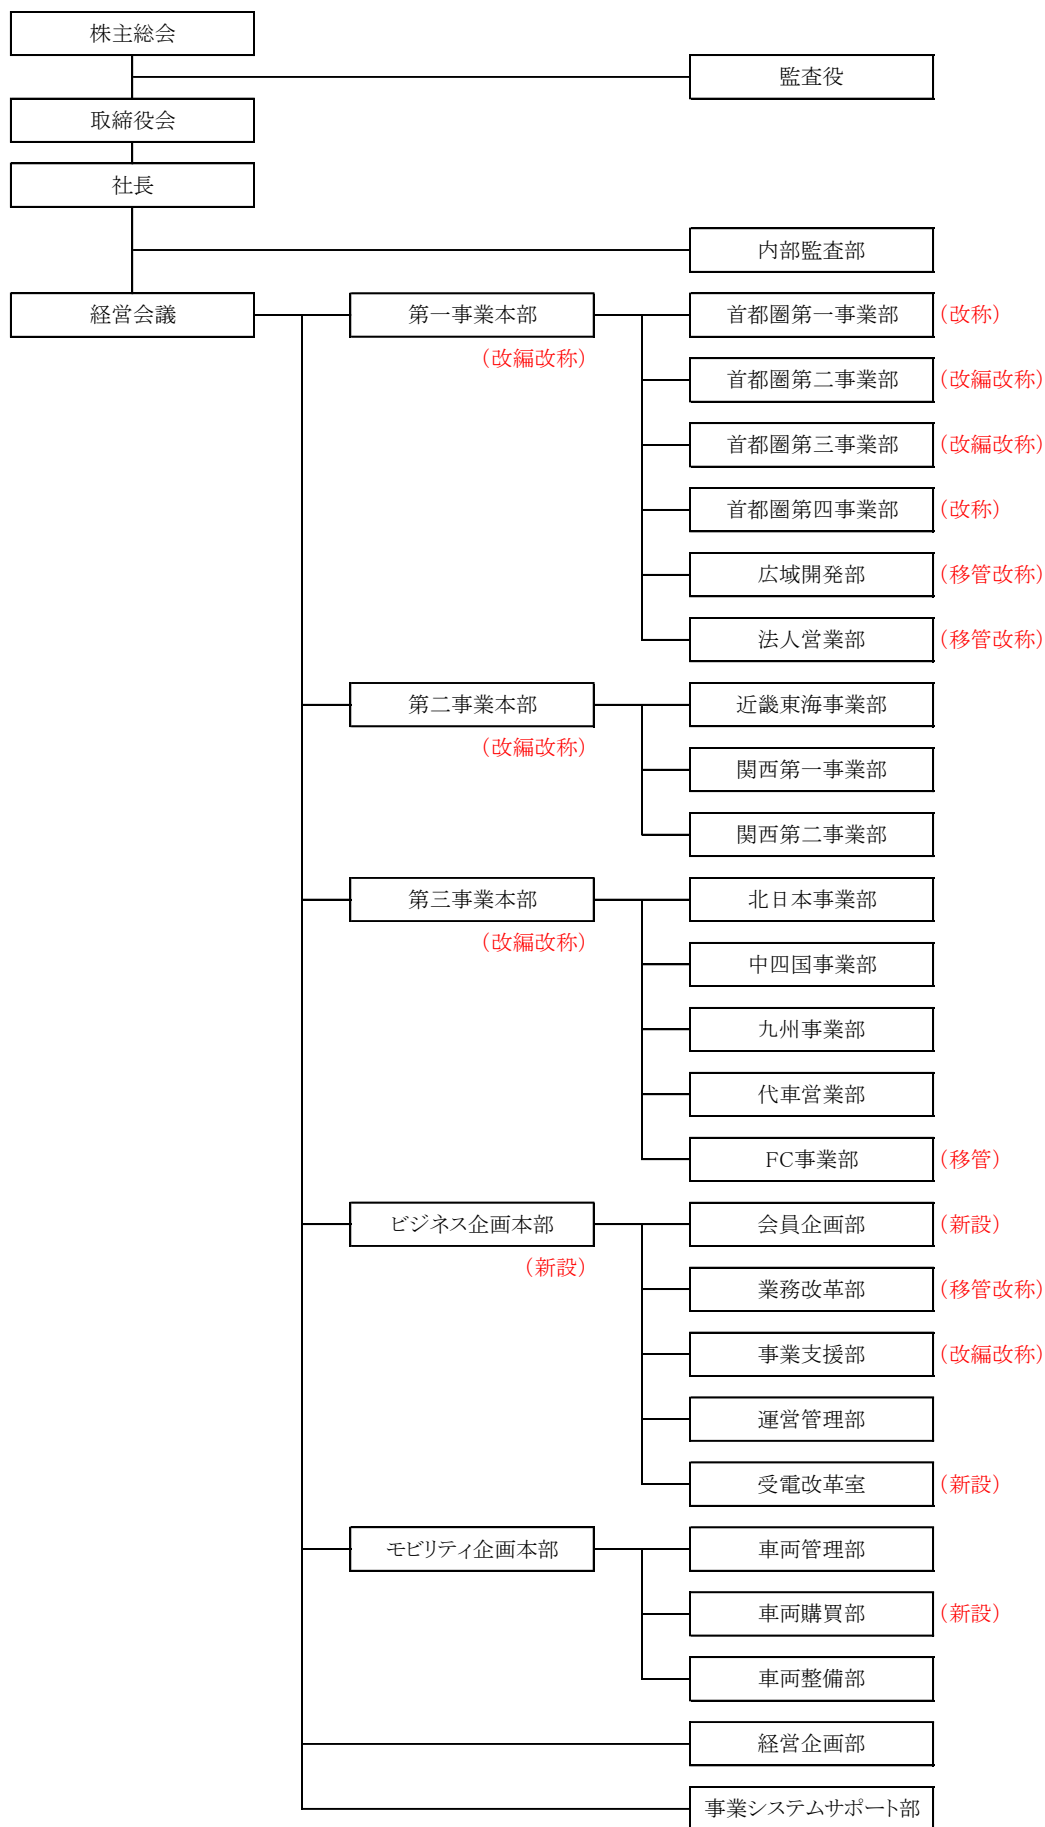 株主総会
監査役
取締役会
社長
内部監査部
経営会議
第一事業本部
(改編改称)
首都圏第一事業部
(改称)
首都圏第二事業部
(改編改称)
首都圏第三事業部
(改編改称)
首都圏第四事業部
(改称)
広域開発部
(移管改称)
法人営業部
(移管改称)
第二事業本部
(改編改称)
近畿東海事業部
関西第一事業部
関西第二事業部
第三事業本部
(改編改称)
北日本事業部
中四国事業部
九州事業部
代車営業部
FC事業部
(移管)
ビジネス企画本部
(新設)
会員企画部
(新設)
業務改革部
(移管改称)
事業支援部
(改編改称)
運営管理部
受電改革室
(新設)
モビリティ企画本部
車両管理部
車両購買部
(新設)
車両整備部
経営企画部
事業システムサポート部